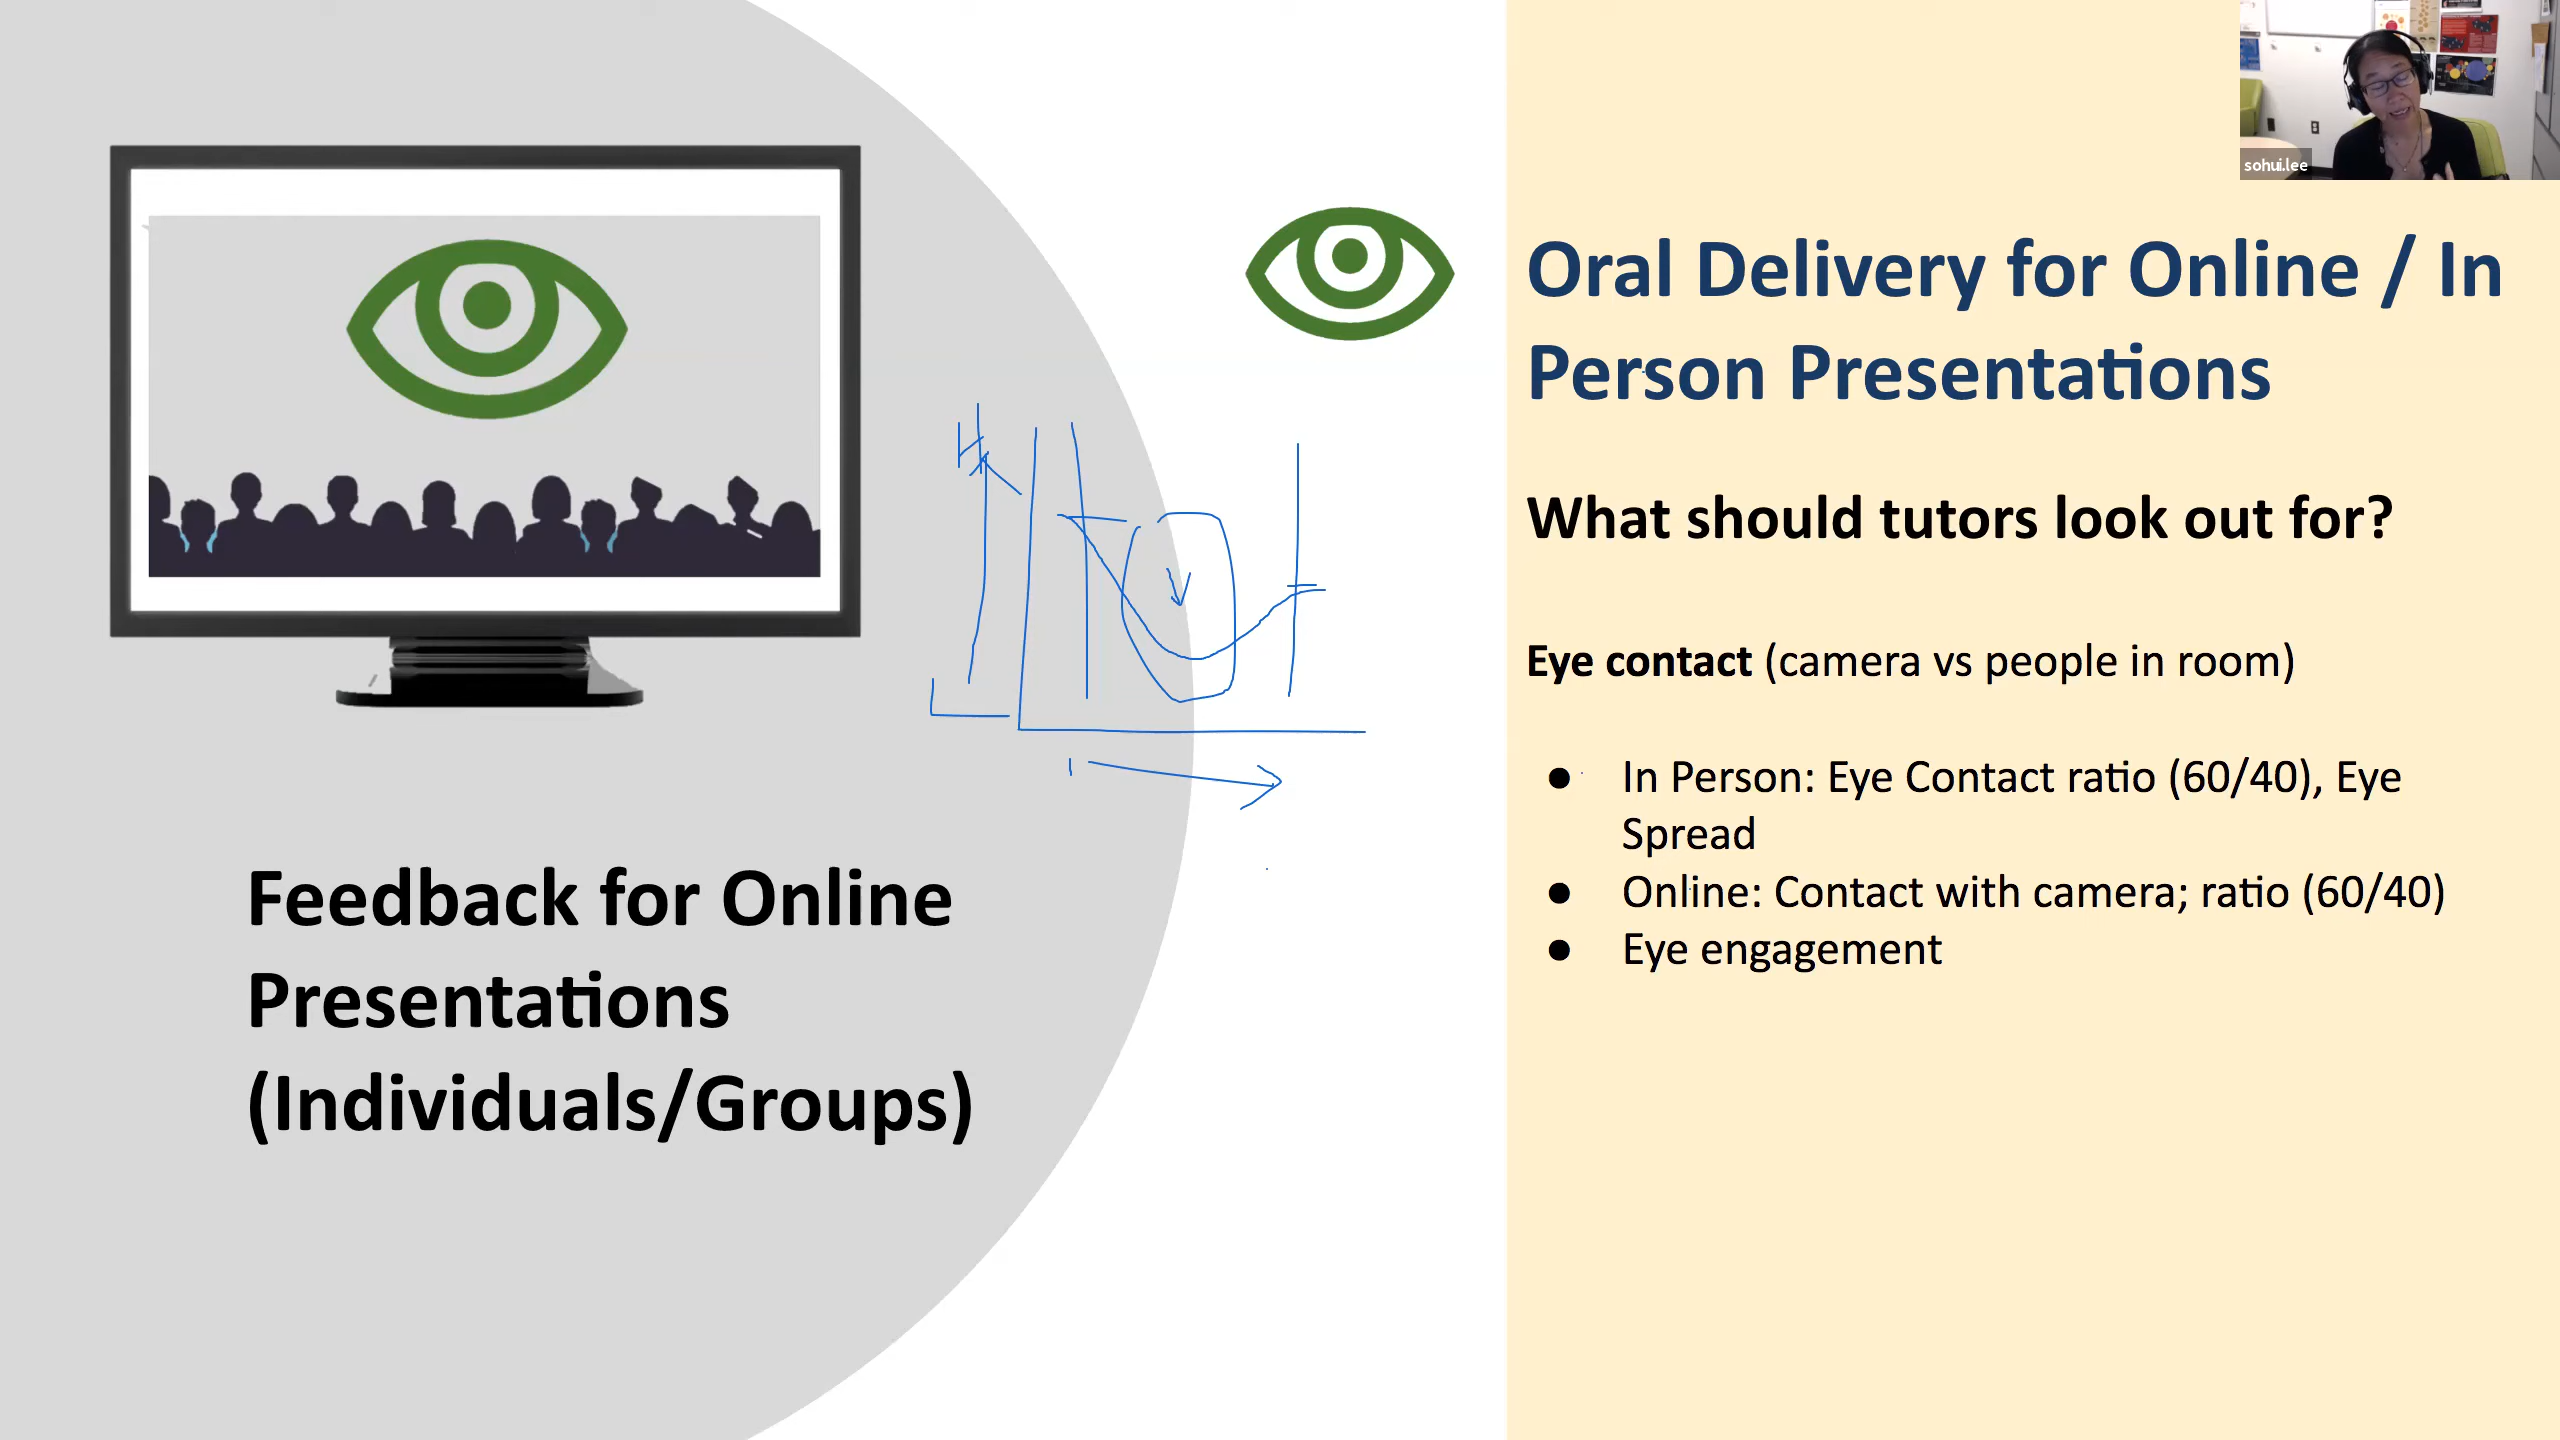 sohui.lee
Oral Delivery for Online / In
Person Presentations
What should tutors look out for?
Eye contact (camera vs people in room)
● In Person: Eye Contact ratio (60/40), Eye
Spread
● Online: Contact with camera; ratio (60/40)
● Eye engagement
Feedback for Online
Presentations
(Individuals/Groups)